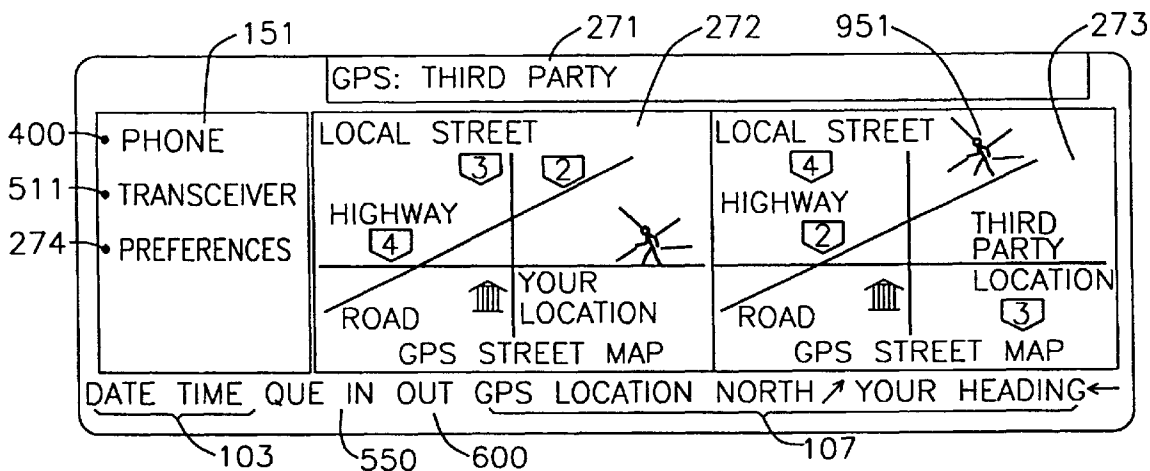 151
271
272
951
273
GPS: THIRD PARTY
400
PHONE
511
TRANSCEIVER
274
PREFERENCES
LOCAL STREET
3
2
HIGHWAY
4
YOUR
LOCATION
ROAD
GPS STREET MAP
LOCAL STREET
4
HIGHWAY
2
THIRD
PARTY
LOCATION
3
ROAD
GPS STREET MAP
DATE TIME QUE IN OUT GPS LOCATION NORTH↗YOUR HEADING←
103
550
600
107